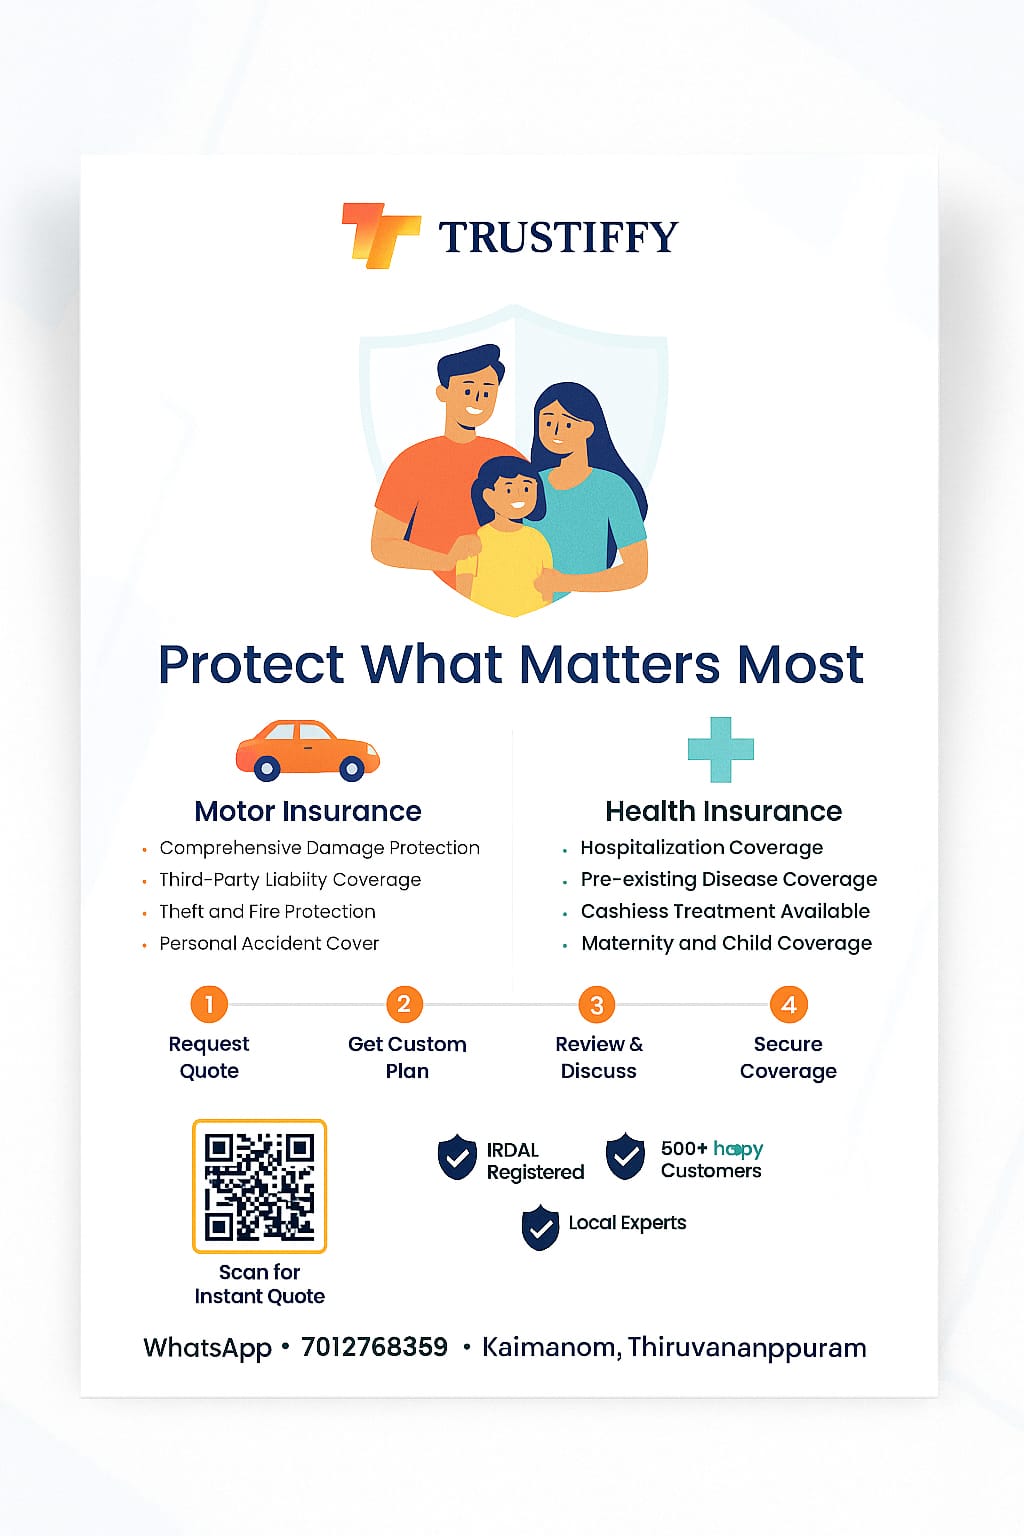 TRUSTIFFY
Protect What Matters Most
Motor Insurance
• Comprehensive Damage Protection
• Third-Party Liabiity Coverage
• Theft and Fire Protection
• Personal Accident Cover
Health Insurance
• Hospitalization Coverage
• Pre-existing Disease Coverage
• Cashiess Treatment Available
• Maternity and Child Coverage
1
Request
Quote
2
Get Custom
Plan
3
Review &
Discuss
4
Secure
Coverage
Scan for
Instant Quote
IRDAL
Registered
500+
Customers
Local Experts
WhatsApp • 7012768359 • Kaimanom, Thiruvananppuram